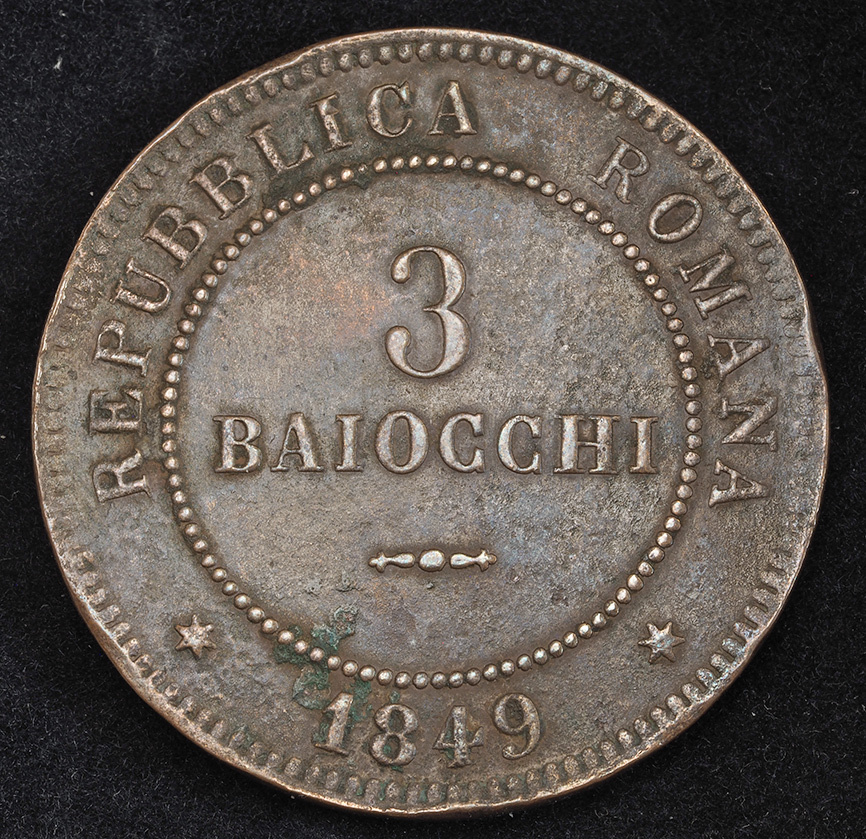 REPUBBLICA ROMANA
3
BAIOCCHI
1849